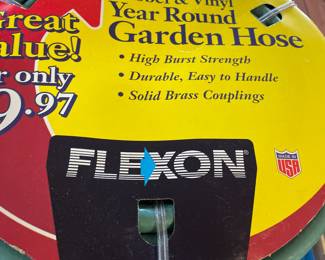 Great
& Vinyl
Year Round
alue!
Garden Hose
only
9.97
• High Burst Strength
• Durable, Easy to Handle
• Solid Brass Couplings
FLEXON®
MADE IN
USA